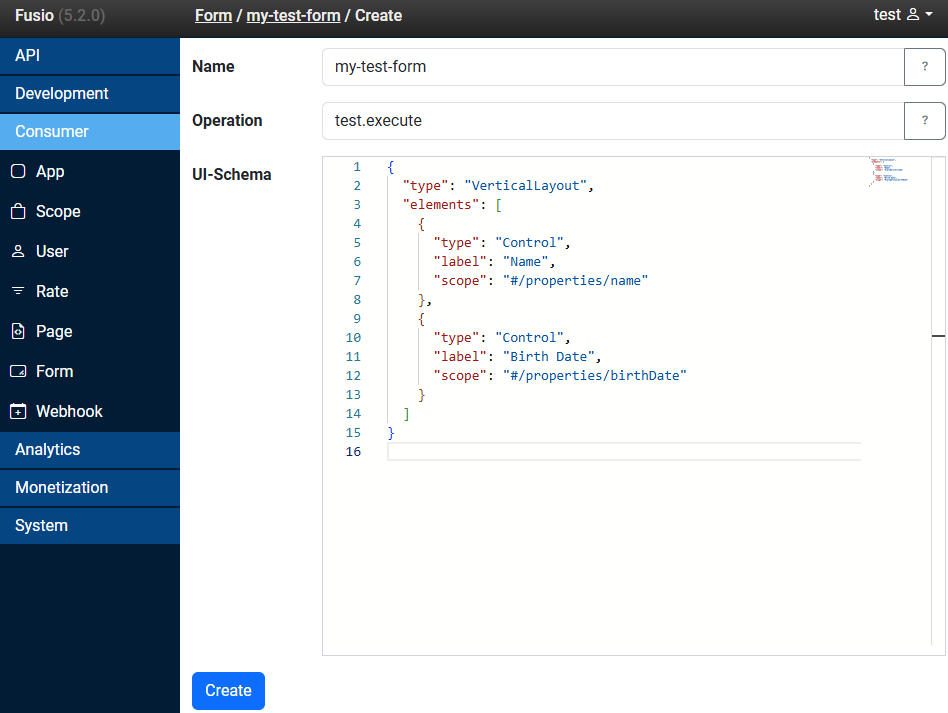 Fusio (5.2.0)
Form / my-test-form / Create
test
API
Development
Consumer
App
Scope
User
Rate
Page
Form
Webhook
Analytics
Monetization
System
Name
my-test-form
?
Operation
test.execute
?
UI-Schema
1 {
2   "type": "VerticalLayout",
3   "elements": [
4     {
5       "type": "Control",
6       "label": "Name",
7       "scope": "#/properties/name"
8     },
9     {
10       "type": "Control",
11       "label": "Birth Date",
12       "scope": "#/properties/birthDate"
13     }
14   ]
15 }
16
Create